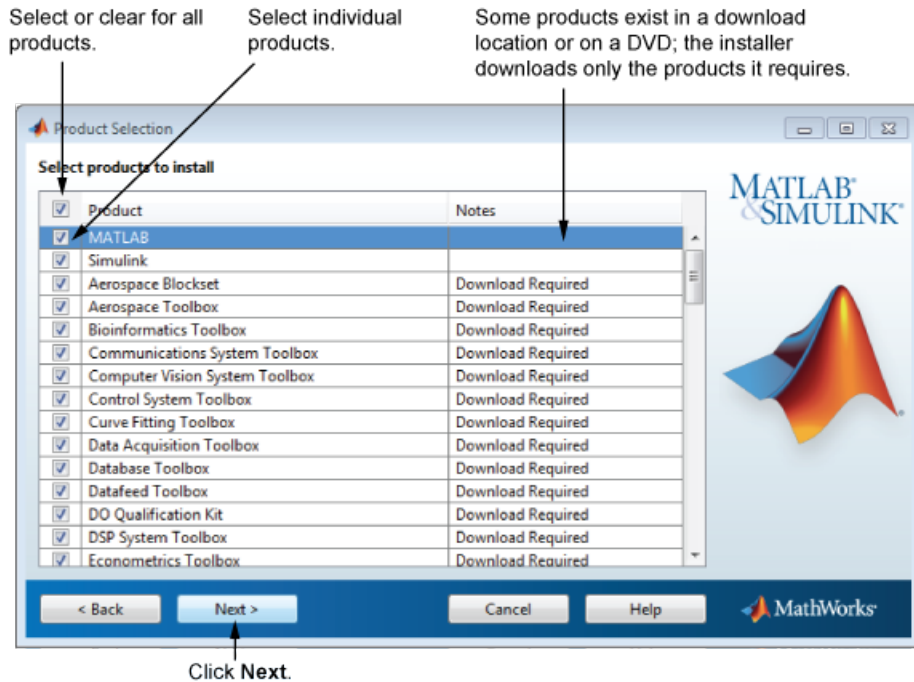 Select or clear for all
products.
Select individual
products.
Some products exist in a download
location or on a DVD; the installer
downloads only the products it requires.
Product Selection
Select products to install
Product Notes
MATLAB
Simulink
Aerospace Blockset Download Required
Aerospace Toolbox Download Required
Bioinformatics Toolbox Download Required
Communications System Toolbox Download Required
Computer Vision System Toolbox Download Required
Control System Toolbox Download Required
Curve Fitting Toolbox Download Required
Data Acquisition Toolbox Download Required
Database Toolbox Download Required
Datafeed Toolbox Download Required
DO Qualification Kit Download Required
DSP System Toolbox Download Required
Econometrics Toolbox Download Required
MATLAB®
&SIMULINK®
< Back Next > Cancel Help MathWorks®
Click Next.